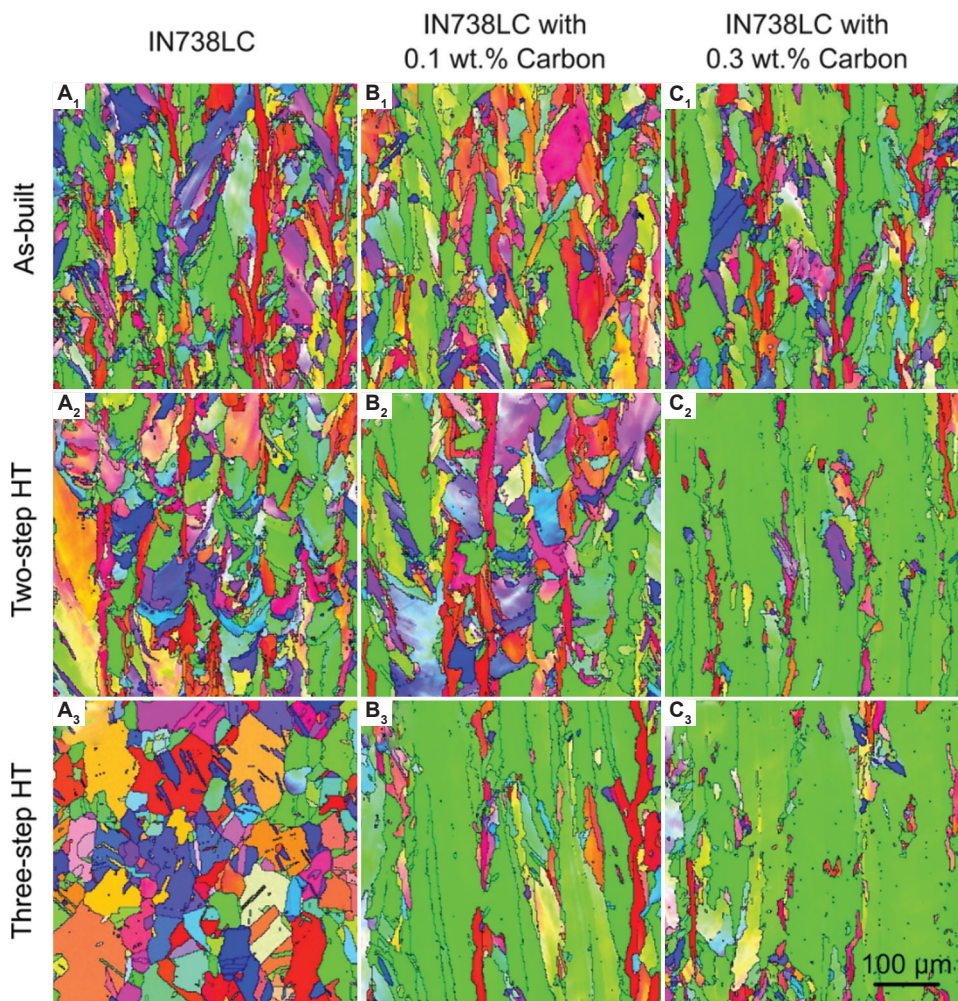 IN738LC
IN738LC with
0.1 wt.% Carbon
IN738LC with
0.3 wt.% Carbon
As-built
A₁
B₁
C₁
Two-step HT
A₂
B₂
C₂
Three-step HT
A₃
B₃
C₃
100 μm